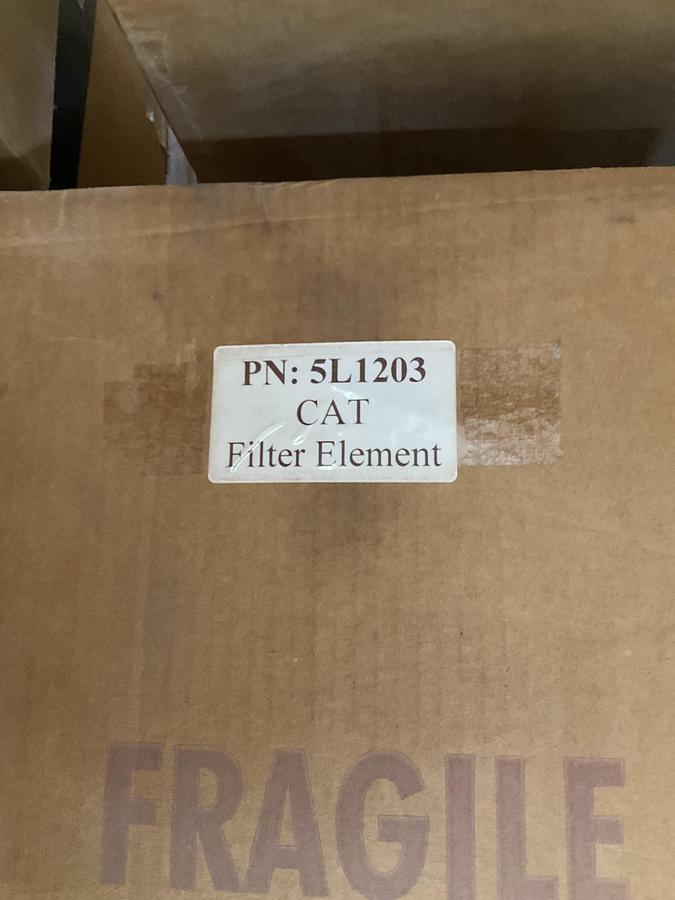 PN: 5L1203
CAT
Filter Element
FRAGILE